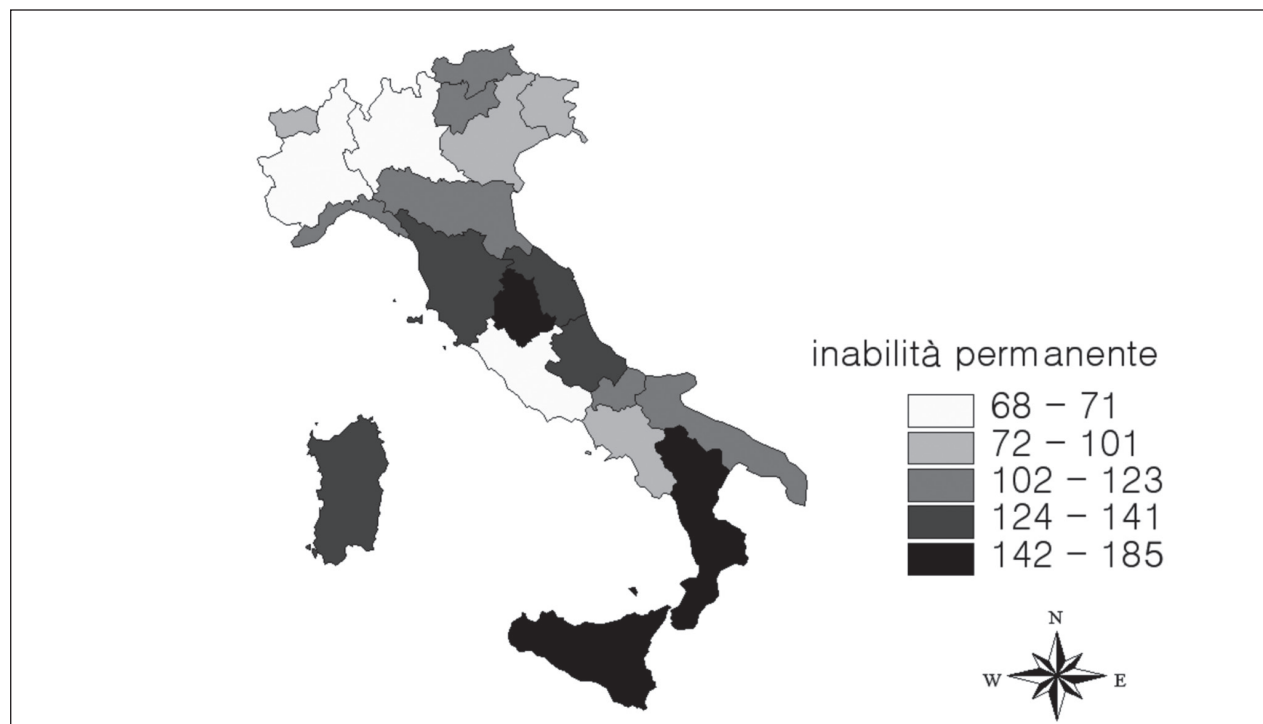 inabilità permanente
68 – 71
72 – 101
102 – 123
124 – 141
142 – 185
N
W E
S